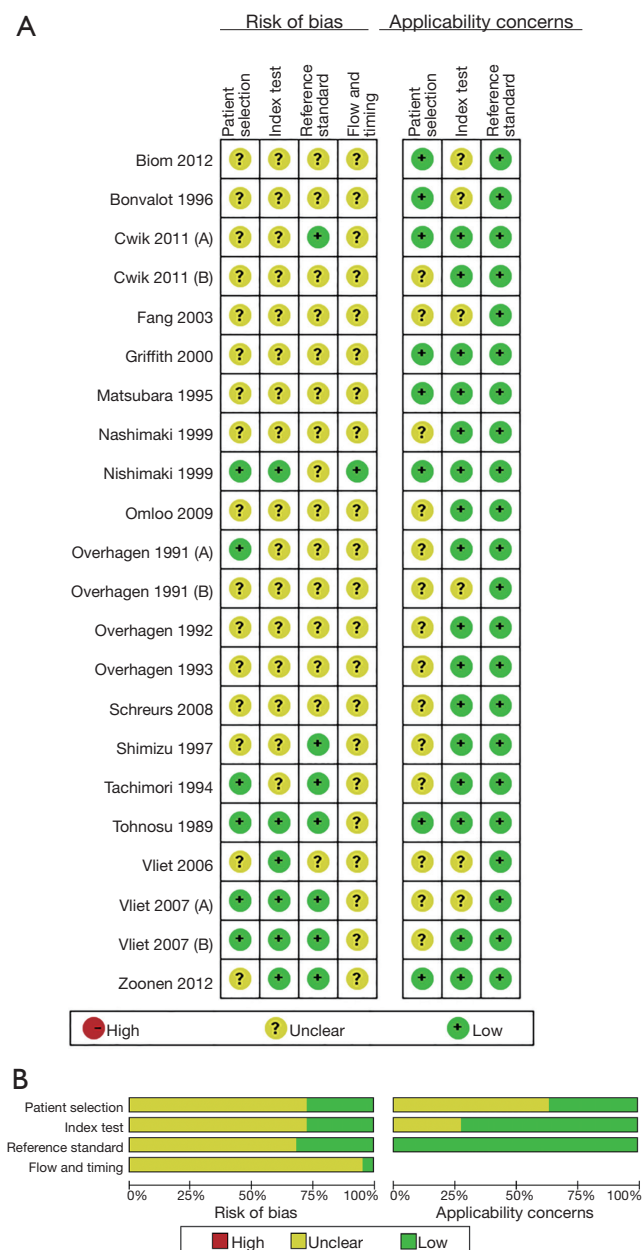 A
Risk of bias Applicability concerns
Patient selection
Index test
Reference standard
Flow and timing
Patient selection
Index test
Reference standard
Biom 2012 ? ? ? ? + ? +
Bonvalot 1996 ? ? ? ? + ? +
Cwik 2011 (A) ? ? + ? + + +
Cwik 2011 (B) ? ? ? ? ? + +
Fang 2003 ? ? ? ? ? ? +
Griffith 2000 ? ? ? ? + + +
Matsubara 1995 ? ? ? ? + + +
Nashimaki 1999 ? ? ? ? ? + +
Nishimaki 1999 + + ? + + + +
Omloo 2009 ? ? ? ? ? + +
Overhagen 1991 (A) + ? ? ? ? + +
Overhagen 1991 (B) ? ? ? ? ? ? +
Overhagen 1992 ? ? ? ? ? + +
Overhagen 1993 ? ? ? ? ? + +
Schreurs 2008 ? ? ? ? ? + +
Shimizu 1997 ? ? + ? ? + +
Tachimori 1994 + ? + ? ? + +
Tohnosu 1989 + + + ? + + +
Vliet 2006 ? + ? ? ? ? +
Vliet 2007 (A) + + + ? ? ? +
Vliet 2007 (B) + + + ? ? + +
Zoonen 2012 ? + + ? + + +
- High ? Unclear + Low
B
Patient selection
Index test
Reference standard
Flow and timing
0% 25% 50% 75% 100% 0% 25% 50% 75% 100%
Risk of bias Applicability concerns
High Unclear Low